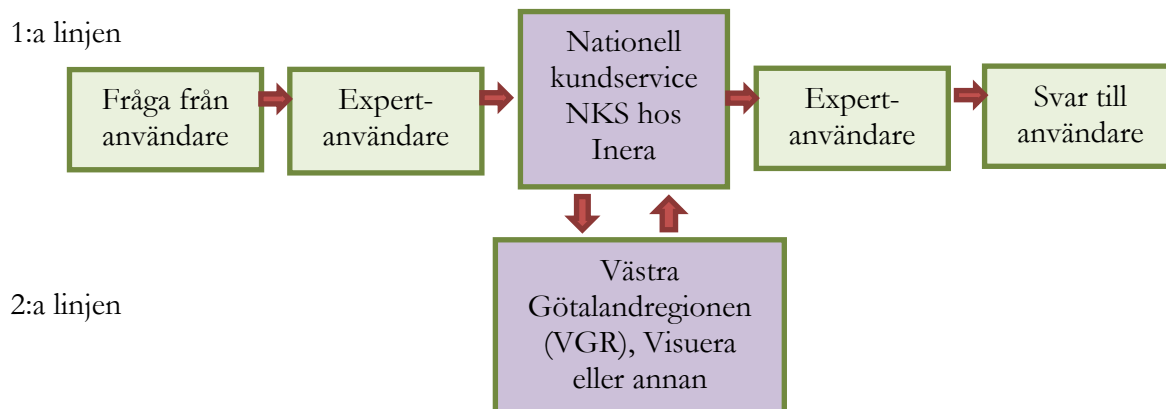 1:a linjen
Fråga från
användare
Expert-
användare
Nationell
kundservice
NKS hos
Inera
Expert-
användare
Svar till
användare
2:a linjen
Västra
Götalandregionen
(VGR), Visuera
eller annan